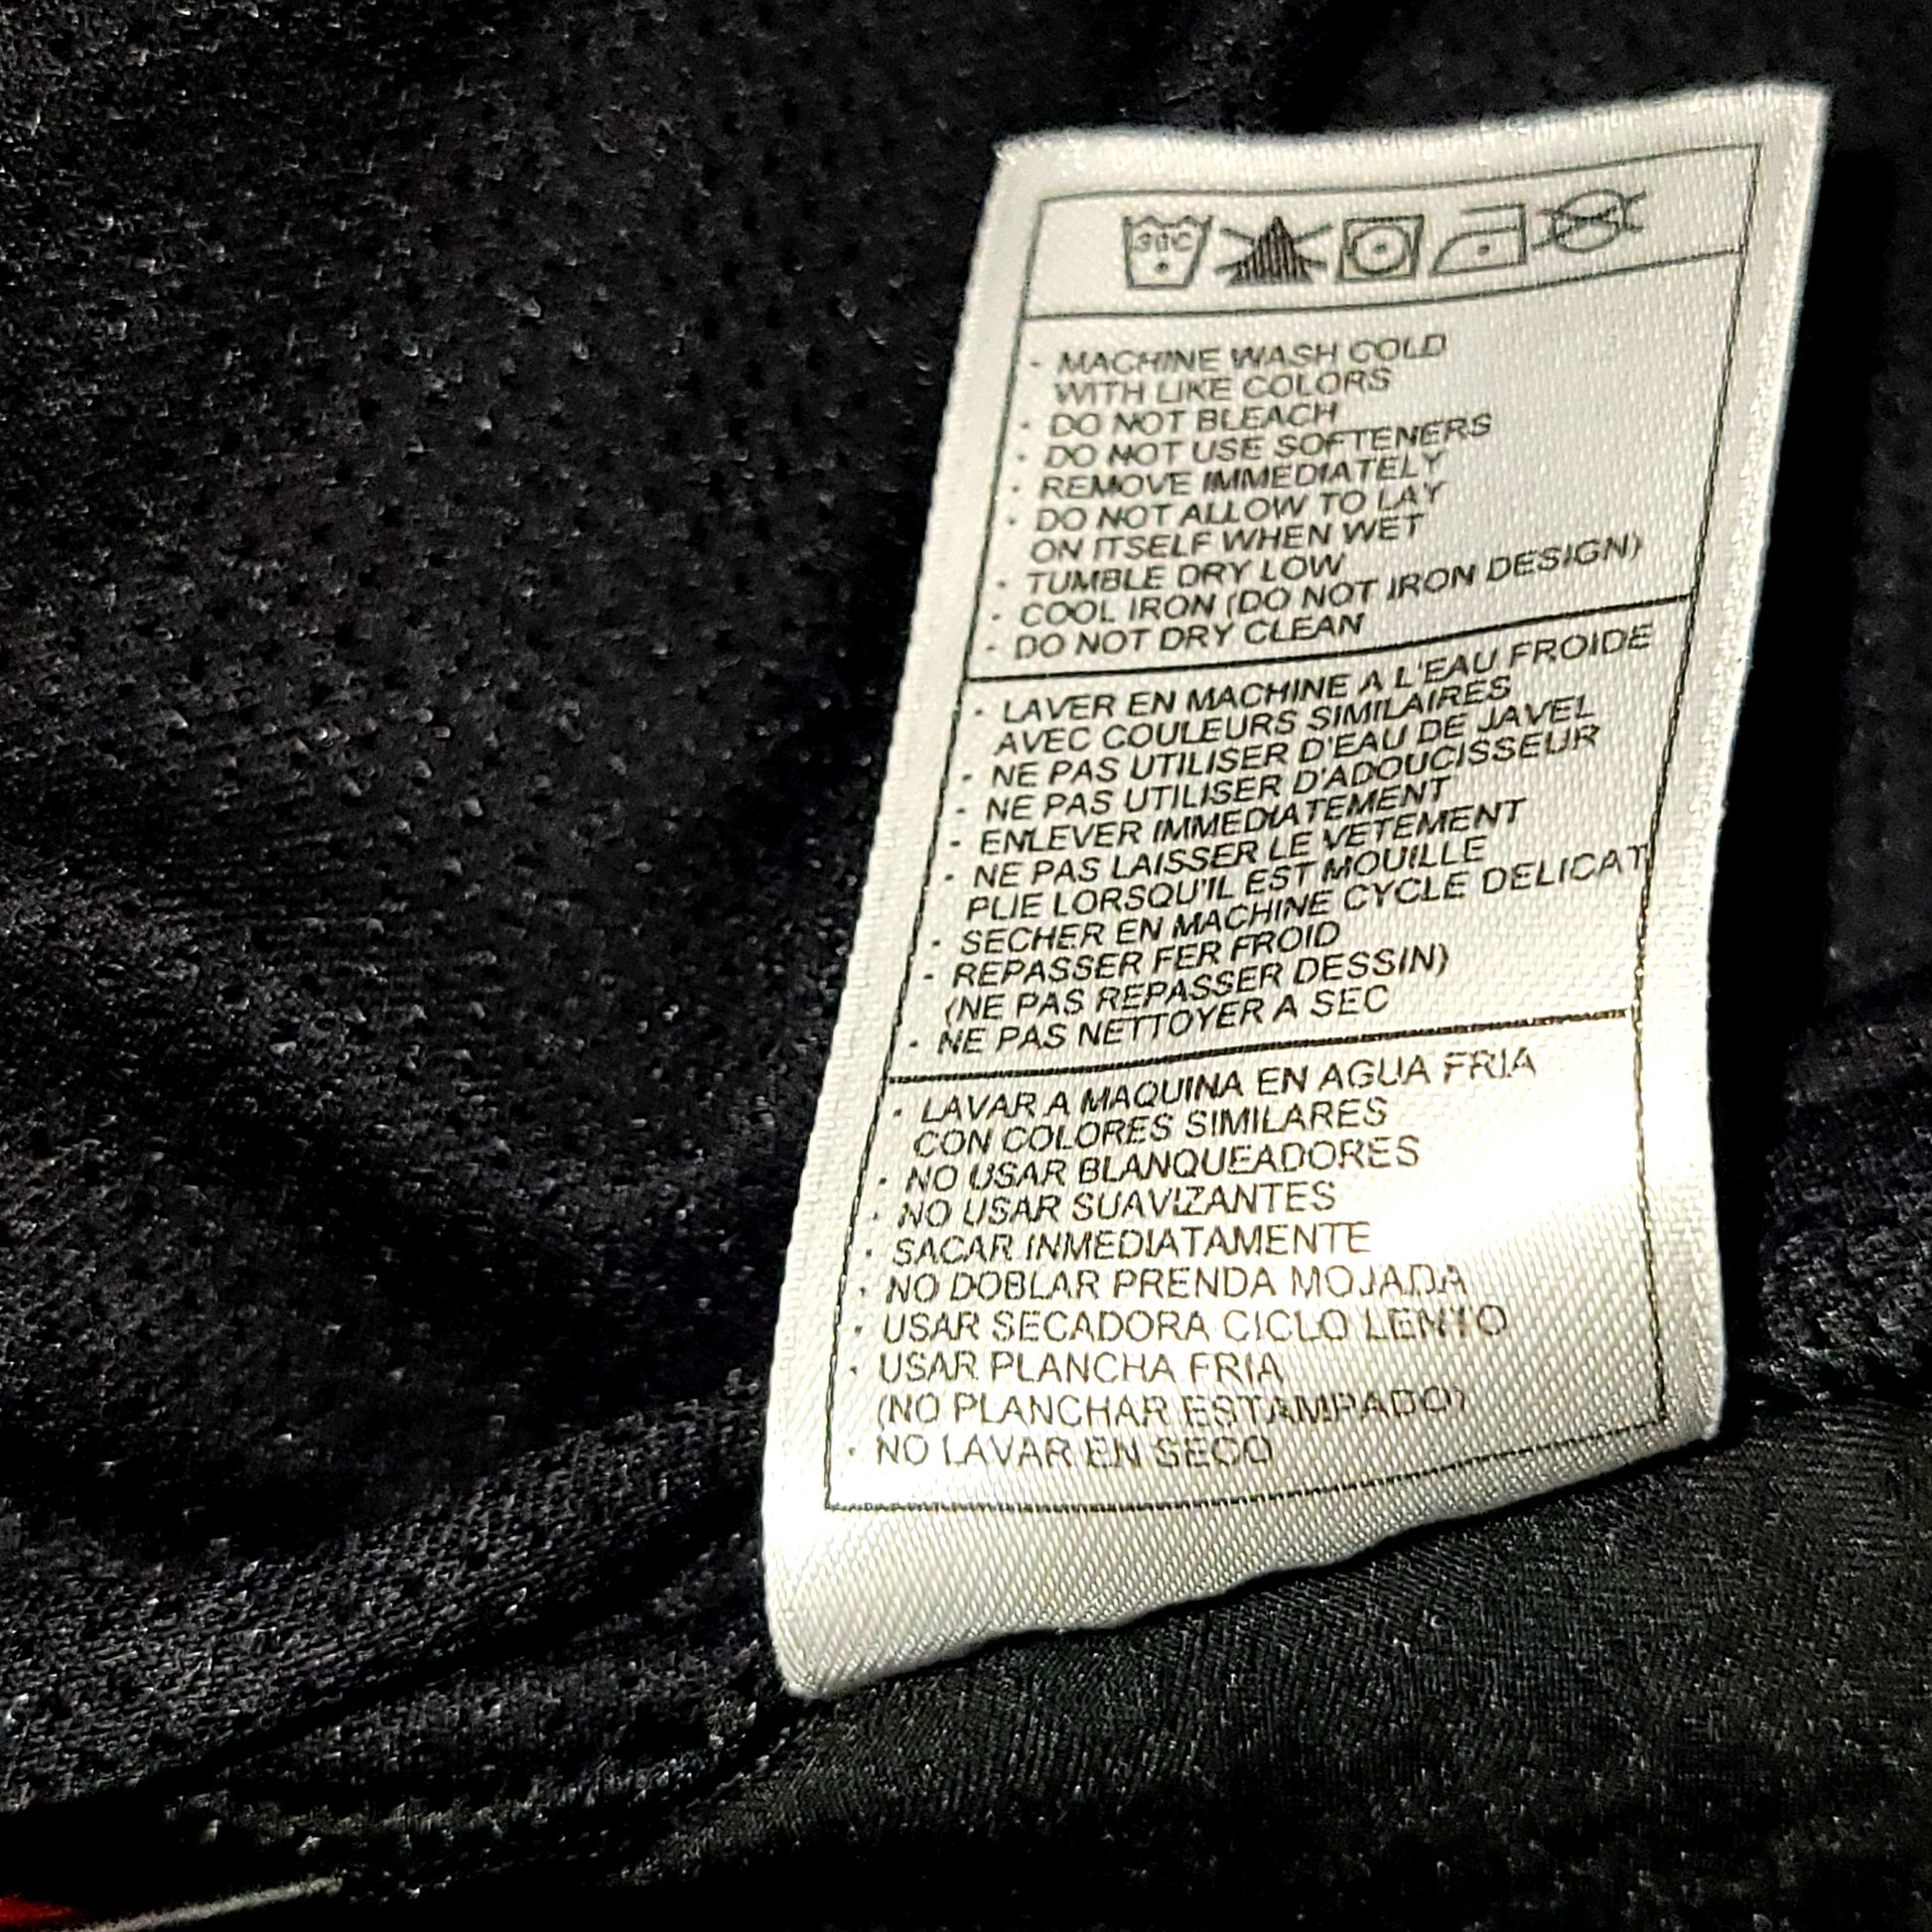 30C
· MACHINE WASH COLD
WITH LIKE COLORS
· DO NOT BLEACH
· DO NOT USE SOFTENERS
· REMOVE IMMEDIATELY
· DO NOT ALLOW TO LAY
ON ITSELF WHEN WET
· TUMBLE DRY LOW
· COOL IRON (DO NOT IRON DESIGN)
· DO NOT DRY CLEAN
· LAVER EN MACHINE A L'EAU FROIDE
AVEC COULEURS SIMILAIRES
· NE PAS UTILISER D'EAU DE JAVEL
· NE PAS UTILISER D'ADOUCISSEUR
· ENLEVER IMMEDIATEMENT
· NE PAS LAISSER LE VETEMENT
PLIE LORSQU'IL EST MOUILLE
· SECHER EN MACHINE CYCLE DELICAT
· REPASSER FER FROID
(NE PAS REPASSER DESSIN)
· NE PAS NETTOYER A SEC
· LAVAR A MAQUINA EN AGUA FRIA
CON COLORES SIMILARES
· NO USAR BLANQUEADORES
· NO USAR SUAVIZANTES
· SACAR INMEDIATAMENTE
· NO DOBLAR PRENDA MOJADA
· USAR SECADORA CICLO LENTO
· USAR PLANCHA FRIA
(NO PLANCHAR ESTAMPADO)
· NO LAVAR EN SECO